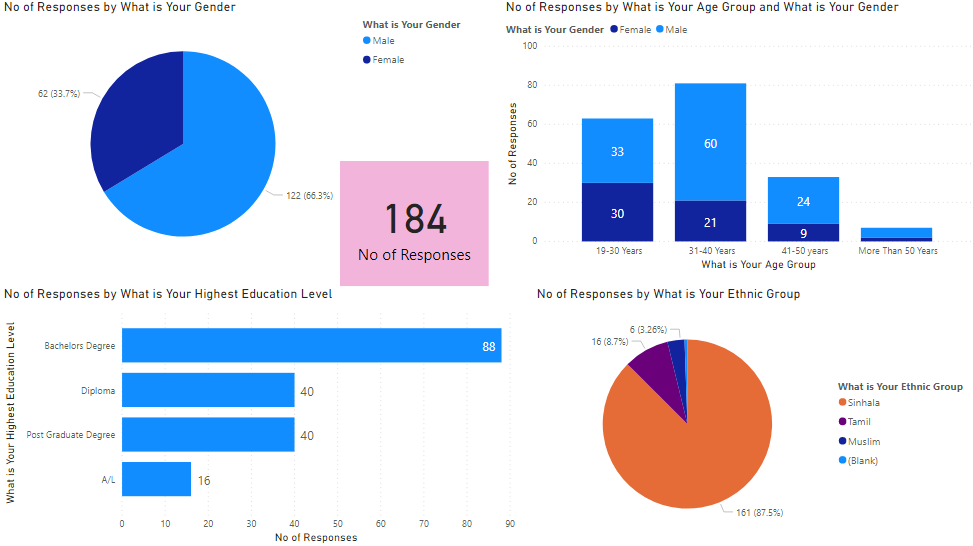 No of Responses by What is Your Gender
What is Your Gender
Male
Female
62 (33.7%)
122 (66.3%)
184
No of Responses
No of Responses by What is Your Age Group and What is Your Gender
What is Your Gender Female Male
No of Responses
100
80
60
40
20
0
33
30
60
21
24
9
19-30 Years
31-40 Years
41-50 years
More Than 50 Years
What is Your Age Group
No of Responses by What is Your Highest Education Level
What is Your Highest Education Level
Bachelors Degree
88
Diploma
40
Post Graduate Degree
40
A/L
16
0 10 20 30 40 50 60 70 80 90
No of Responses
No of Responses by What is Your Ethnic Group
6 (3.26%)
16 (8.7%)
161 (87.5%)
What is Your Ethnic Group
Sinhala
Tamil
Muslim
(Blank)